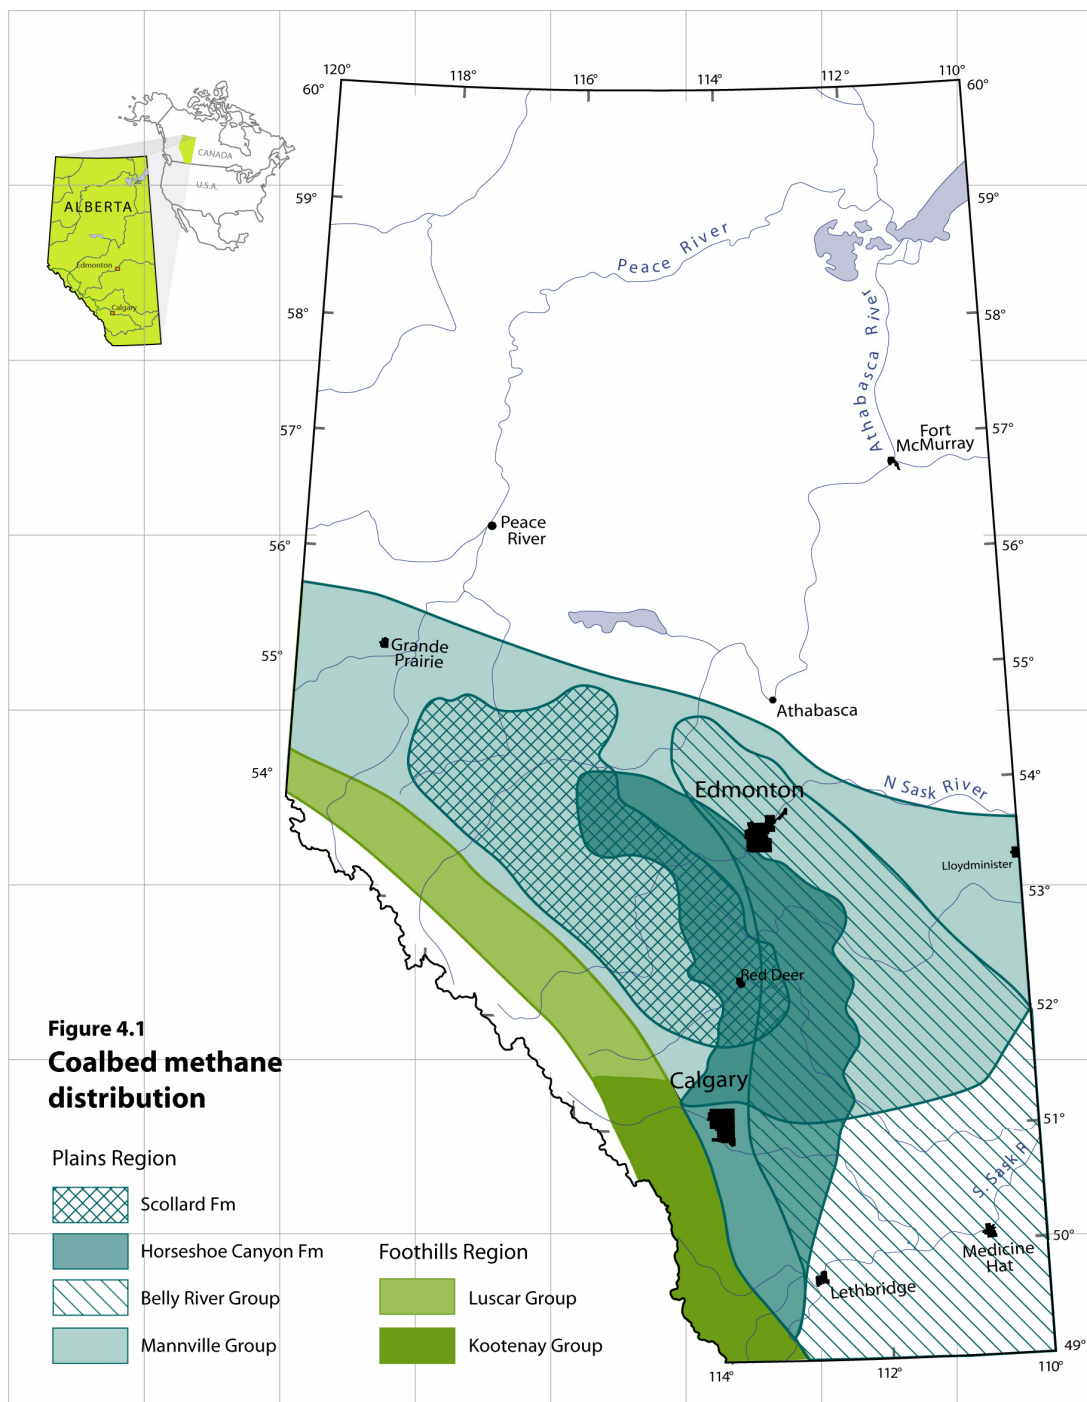 120°
118°
116°
114°
112°
110°
60°
60°
CANADA
U.S.A.
ALBERTA
Edmonton
Calgary
59°
59°
Peace River
58°
58°
Athabasca River
57°
57°
Fort
McMurray
Peace
River
56°
56°
Grande
Prairie
55°
55°
Athabasca
54°
54°
Edmonton
N Sask River
Lloydminister
53°
Red Deer
52°
Figure 4.1
Coalbed methane
distribution
Calgary
51°
S. Sask R
50°
Medicine
Hat
Lethbridge
49°
114°
112°
110°
Plains Region
Scollard Fm
Horseshoe Canyon Fm
Belly River Group
Mannville Group
Foothills Region
Luscar Group
Kootenay Group